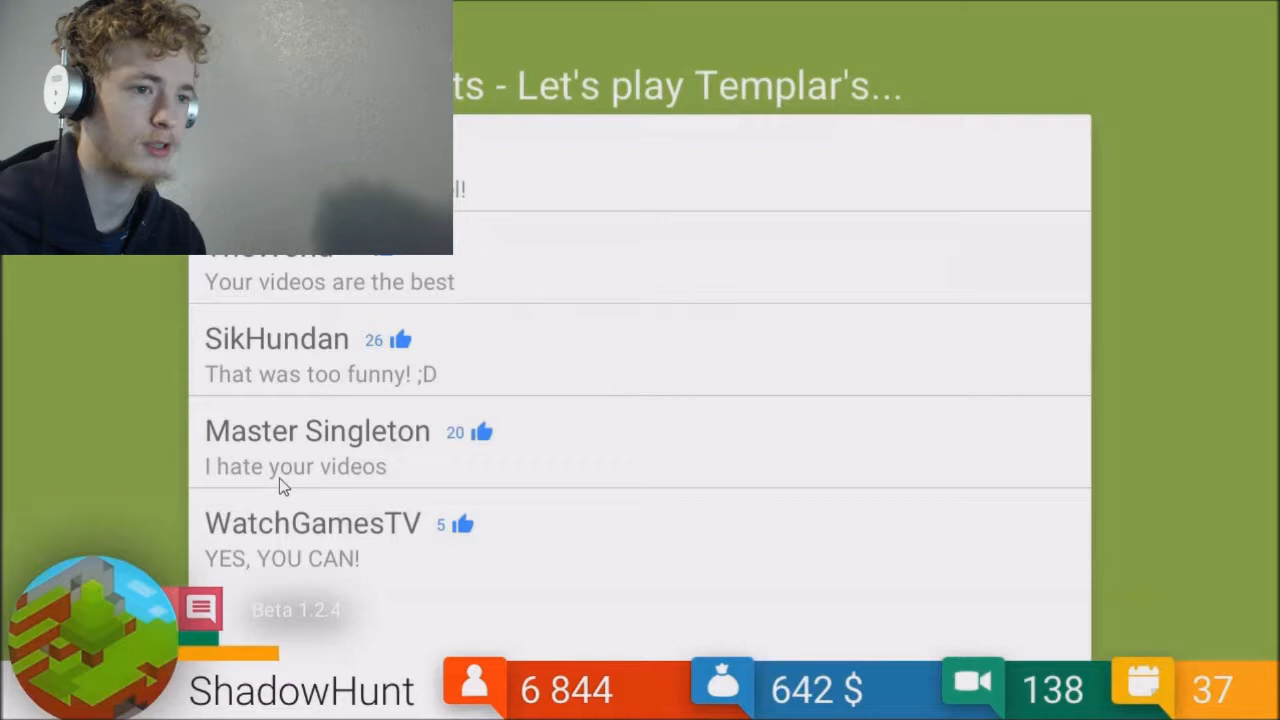 ts - Let's play Templar's...
Your videos are the best
SikHundan 26
That was too funny! ;D
Master Singleton 20
I hate your videos
WatchGamesTV 5
YES, YOU CAN!
Beta 1.2.4
ShadowHunt 6 844 642 $ 138 37